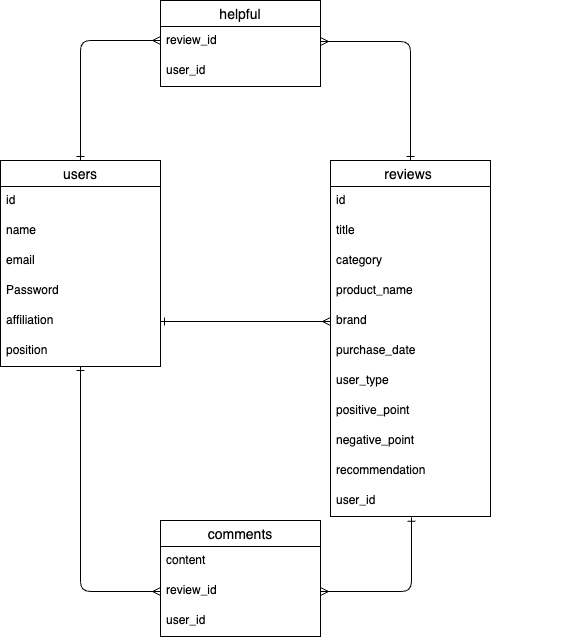 helpful
review_id
user_id
users
id
name
email
Password
affiliation
position
reviews
id
title
category
product_name
brand
purchase_date
user_type
positive_point
negative_point
recommendation
user_id
comments
content
review_id
user_id